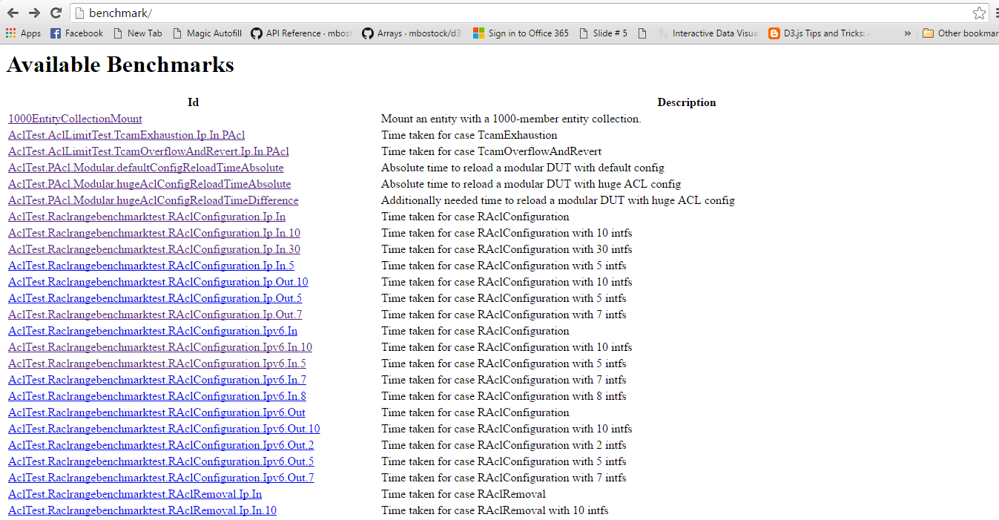 benchmark/
Apps Facebook New Tab Magic Autofill API Reference · mbost Arrays · mbostock/d3 Sign in to Office 365 Slide # 5 Interactive Data Visua D3.js Tips and Tricks: » Other bookmar
Available Benchmarks
Id Description
1000EntityCollectionMount Mount an entity with a 1000-member entity collection.
AclTest.AclLimitTest.TcamExhaustion.Ip.In.PAcl Time taken for case TcamExhaustion
AclTest.AclLimitTest.TcamOverflowAndRevert.Ip.In.PAcl Time taken for case TcamOverflowAndRevert
AclTest.PAcl.Modular.defaultConfigReloadTimeAbsolute Absolute time to reload a modular DUT with default config
AclTest.PAcl.Modular.hugeAclConfigReloadTimeAbsolute Absolute time to reload a modular DUT with huge ACL config
AclTest.PAcl.Modular.hugeAclConfigReloadTimeDifference Additionally needed time to reload a modular DUT with huge ACL config
AclTest.Raclrangebenchmarktest.RAclConfiguration.Ip.In Time taken for case RAclConfiguration
AclTest.Raclrangebenchmarktest.RAclConfiguration.Ip.In.10 Time taken for case RAclConfiguration with 10 intfs
AclTest.Raclrangebenchmarktest.RAclConfiguration.Ip.In.30 Time taken for case RAclConfiguration with 30 intfs
AclTest.Raclrangebenchmarktest.RAclConfiguration.Ip.In.5 Time taken for case RAclConfiguration with 5 intfs
AclTest.Raclrangebenchmarktest.RAclConfiguration.Ip.Out.10 Time taken for case RAclConfiguration with 10 intfs
AclTest.Raclrangebenchmarktest.RAclConfiguration.Ip.Out.5 Time taken for case RAclConfiguration with 5 intfs
AclTest.Raclrangebenchmarktest.RAclConfiguration.Ip.Out.7 Time taken for case RAclConfiguration with 7 intfs
AclTest.Raclrangebenchmarktest.RAclConfiguration.Ipv6.In Time taken for case RAclConfiguration
AclTest.Raclrangebenchmarktest.RAclConfiguration.Ipv6.In.10 Time taken for case RAclConfiguration with 10 intfs
AclTest.Raclrangebenchmarktest.RAclConfiguration.Ipv6.In.5 Time taken for case RAclConfiguration with 5 intfs
AclTest.Raclrangebenchmarktest.RAclConfiguration.Ipv6.In.7 Time taken for case RAclConfiguration with 7 intfs
AclTest.Raclrangebenchmarktest.RAclConfiguration.Ipv6.In.8 Time taken for case RAclConfiguration with 8 intfs
AclTest.Raclrangebenchmarktest.RAclConfiguration.Ipv6.Out Time taken for case RAclConfiguration
AclTest.Raclrangebenchmarktest.RAclConfiguration.Ipv6.Out.10 Time taken for case RAclConfiguration with 10 intfs
AclTest.Raclrangebenchmarktest.RAclConfiguration.Ipv6.Out.2 Time taken for case RAclConfiguration with 2 intfs
AclTest.Raclrangebenchmarktest.RAclConfiguration.Ipv6.Out.5 Time taken for case RAclConfiguration with 5 intfs
AclTest.Raclrangebenchmarktest.RAclConfiguration.Ipv6.Out.7 Time taken for case RAclConfiguration with 7 intfs
AclTest.Raclrangebenchmarktest.RAclRemoval.Ip.In Time taken for case RAclRemoval
AclTest.Raclrangebenchmarktest.RAclRemoval.Ip.In.10 Time taken for case RAclRemoval with 10 intfs